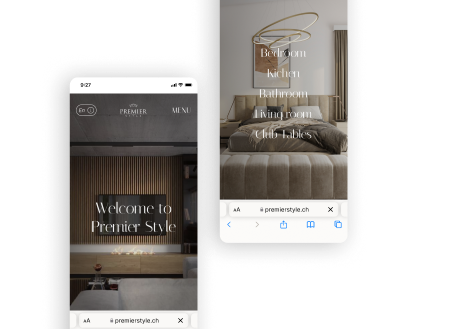 9:27
En
PREMIER
MENU
Welcome to
Premier Style
AA premierstyle.ch
Bedroom
Kichen
Bathroom
Living room
Club Tables
AA premierstyle.ch